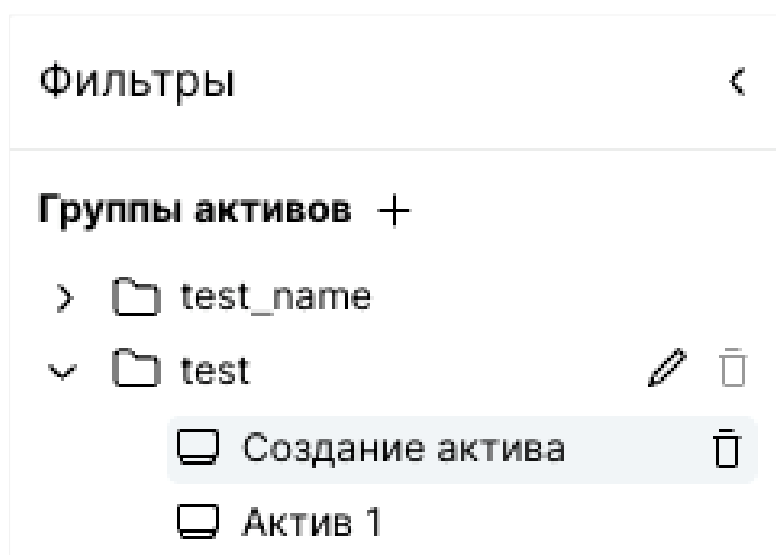 Фильтры
Группы активов
test_name
test
Создание актива
Актив 1